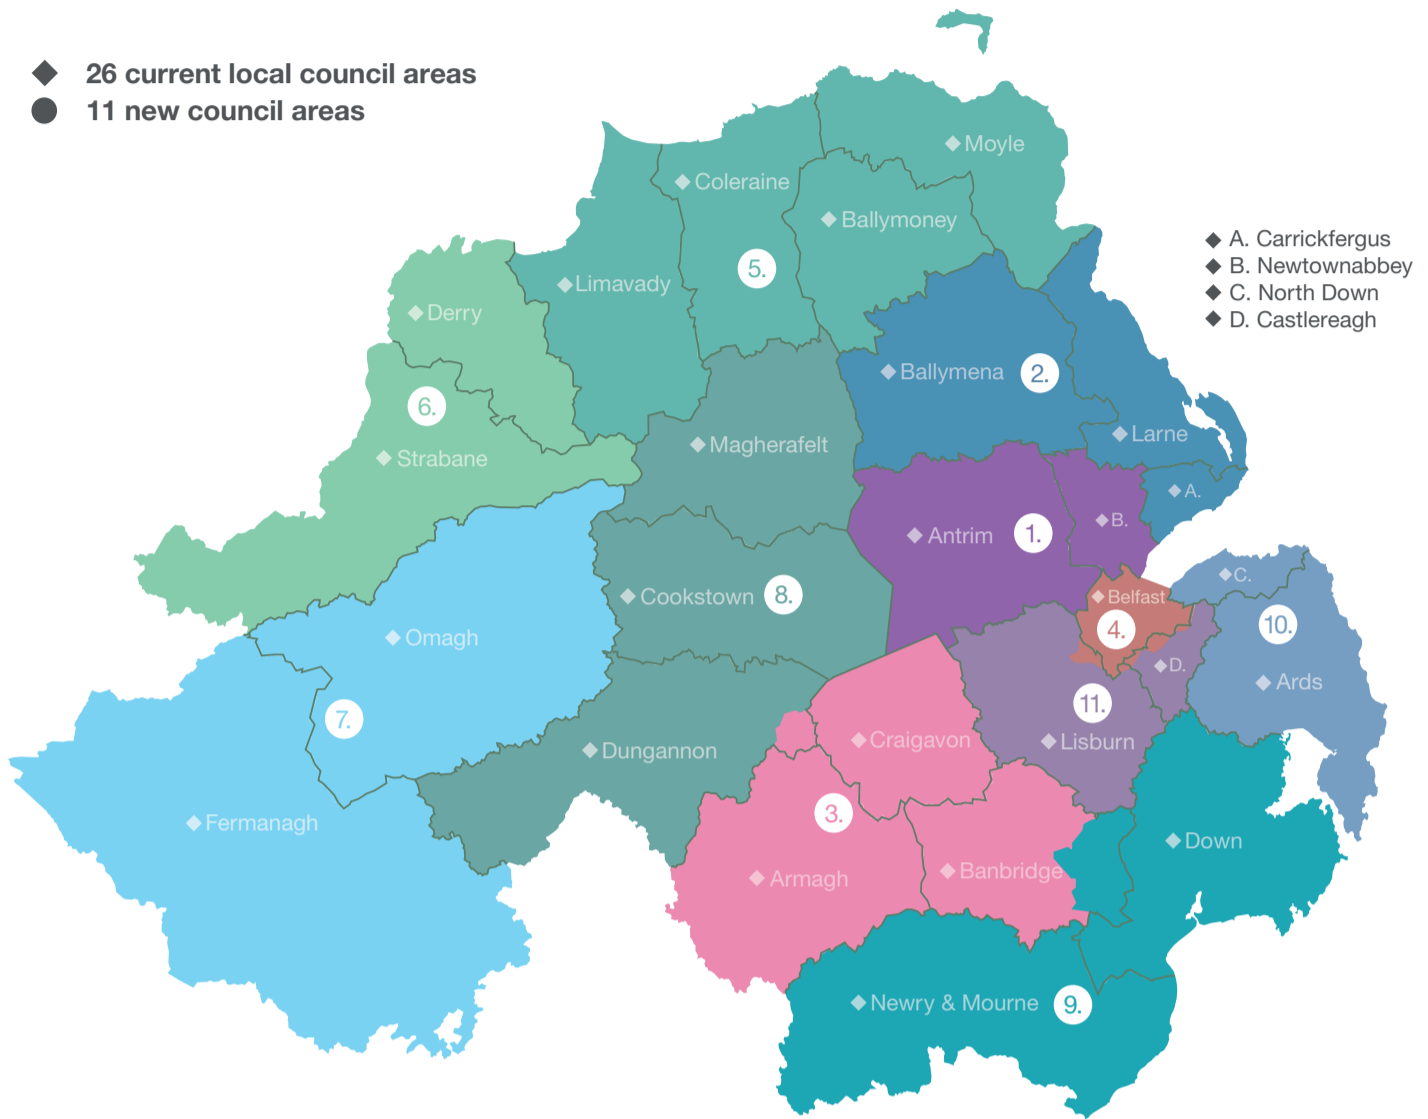 26 current local council areas
11 new council areas
Moyle
Coleraine
Ballymoney
A. Carrickfergus
B. Newtownabbey
C. North Down
D. Castlereagh
5.
Limavady
Derry
Ballymena
2.
6.
Larne
Magherafelt
Strabane
A.
B.
Antrim
1.
C.
Cookstown
8.
Belfast
4.
10.
Omagh
D.
Ards
11.
7.
Craigavon
Lisburn
Dungannon
3.
Fermanagh
Down
Banbridge
Armagh
Newry & Mourne
9.